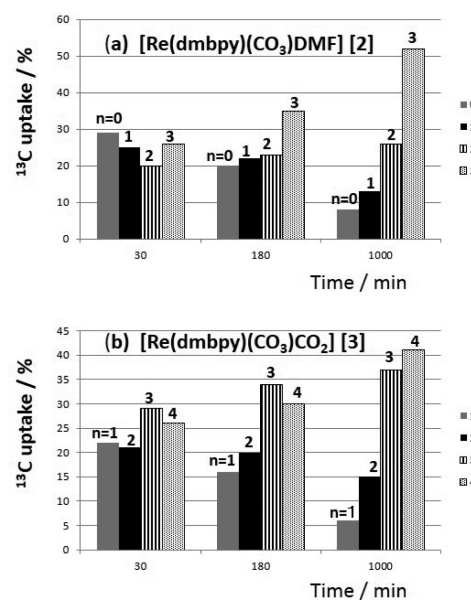 60
(a) [Re(dmbpy)(CO₃)DMF] [2]
50
40
30
20
10
0
¹³C uptake / %
n=0 1 2 3
n=0 1 2 3
n=0 1 2 3
30 180 1000
Time / min
45
(b) [Re(dmbpy)(CO₃)CO₂] [3]
40
35
30
25
20
15
10
5
0
¹³C uptake / %
n=1 2 3 4
n=1 2 3 4
n=1 2 3 4
30 180 1000
Time / min